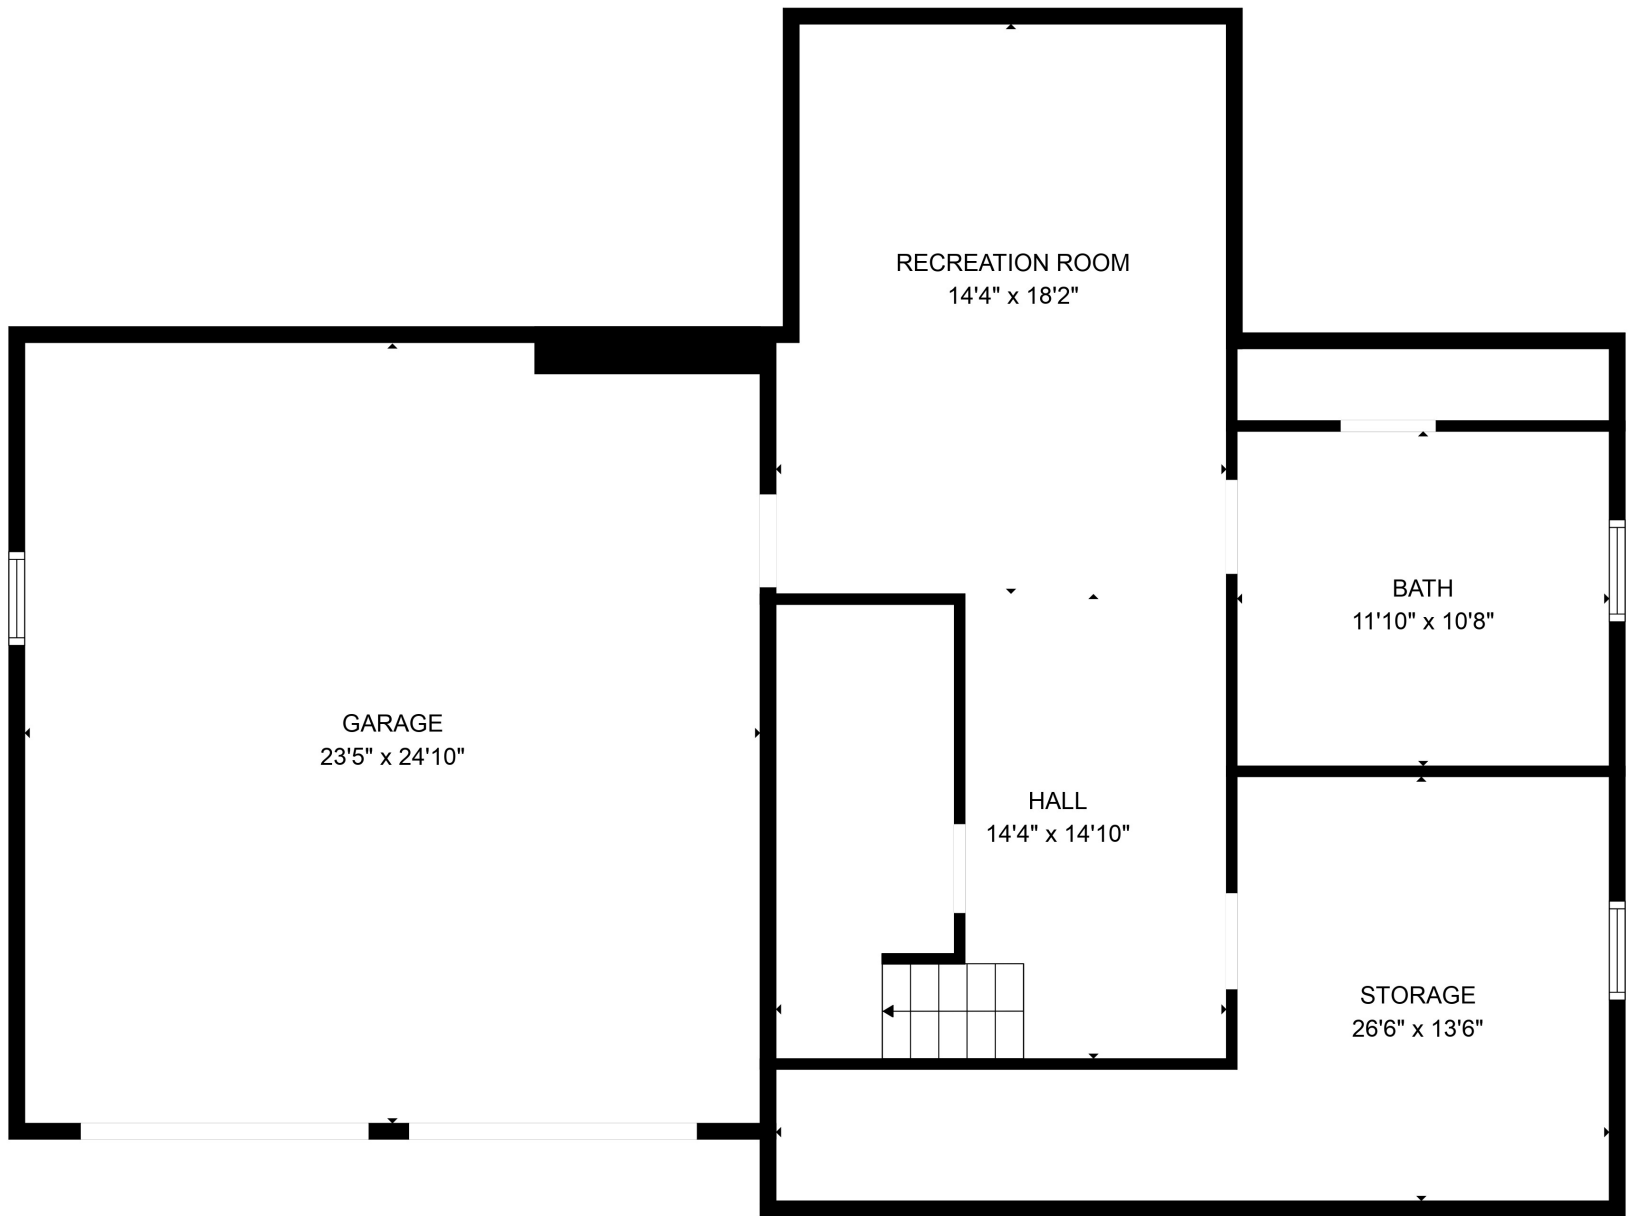 RECREATION ROOM
14'4" x 18'2"
BATH
11'10" x 10'8"
GARAGE
23'5" x 24'10"
HALL
14'4" x 14'10"
STORAGE
26'6" x 13'6"